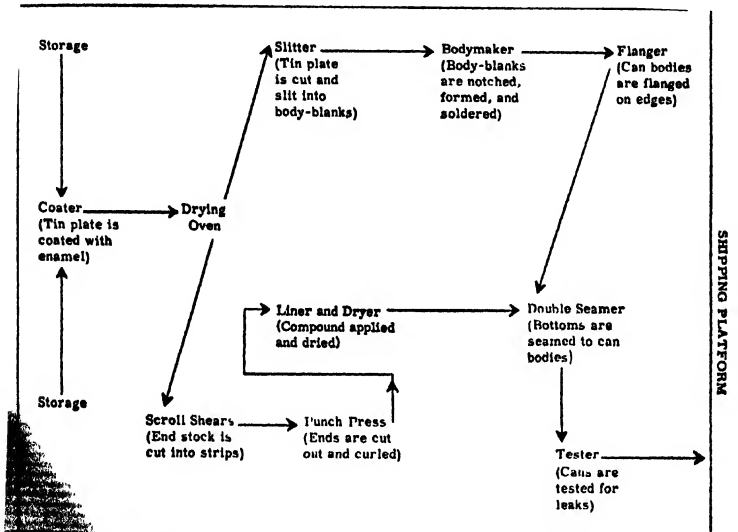 Storage
Slitter
(Tin plate
is cut and
slit into
body-blanks)
Bodymaker
(Body-blanks
are notched,
formed, and
soldered)
Flanger
(Can bodies
are flanged
on edges)
Coater
(Tin plate is
coated with
enamel)
Drying
Oven
Liner and Dryer
(Compound applied
and dried)
Double Seamer
(Bottoms are
seamed to can
bodies)
SHIPPING PLATFORM
Storage
Scroll Shears
(End stock is
cut into strips)
Punch Press
(Ends are cut
out and curled)
Tester
(Cans are
tested for
leaks)